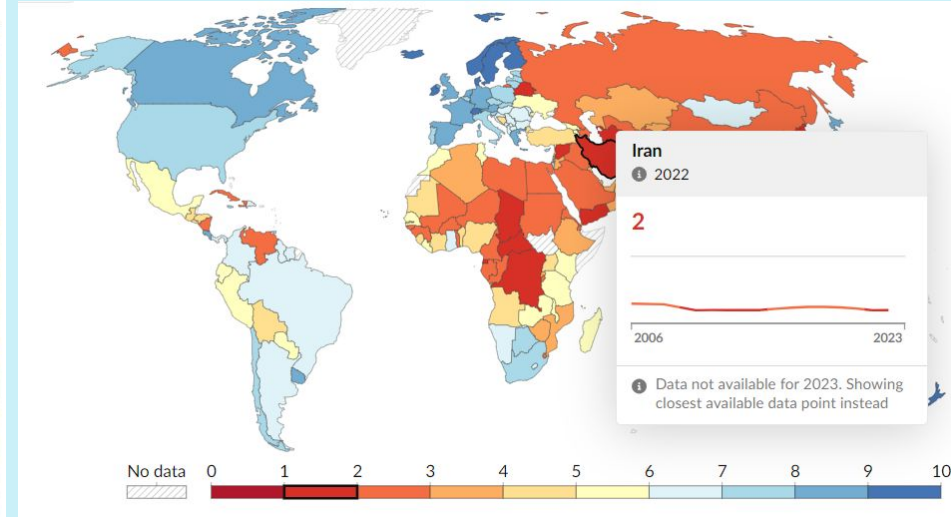 Iran
2022
2
2006 2023
Data not available for 2023. Showing
closest available data point instead
No data 0 1 2 3 4 5 6 7 8 9 10